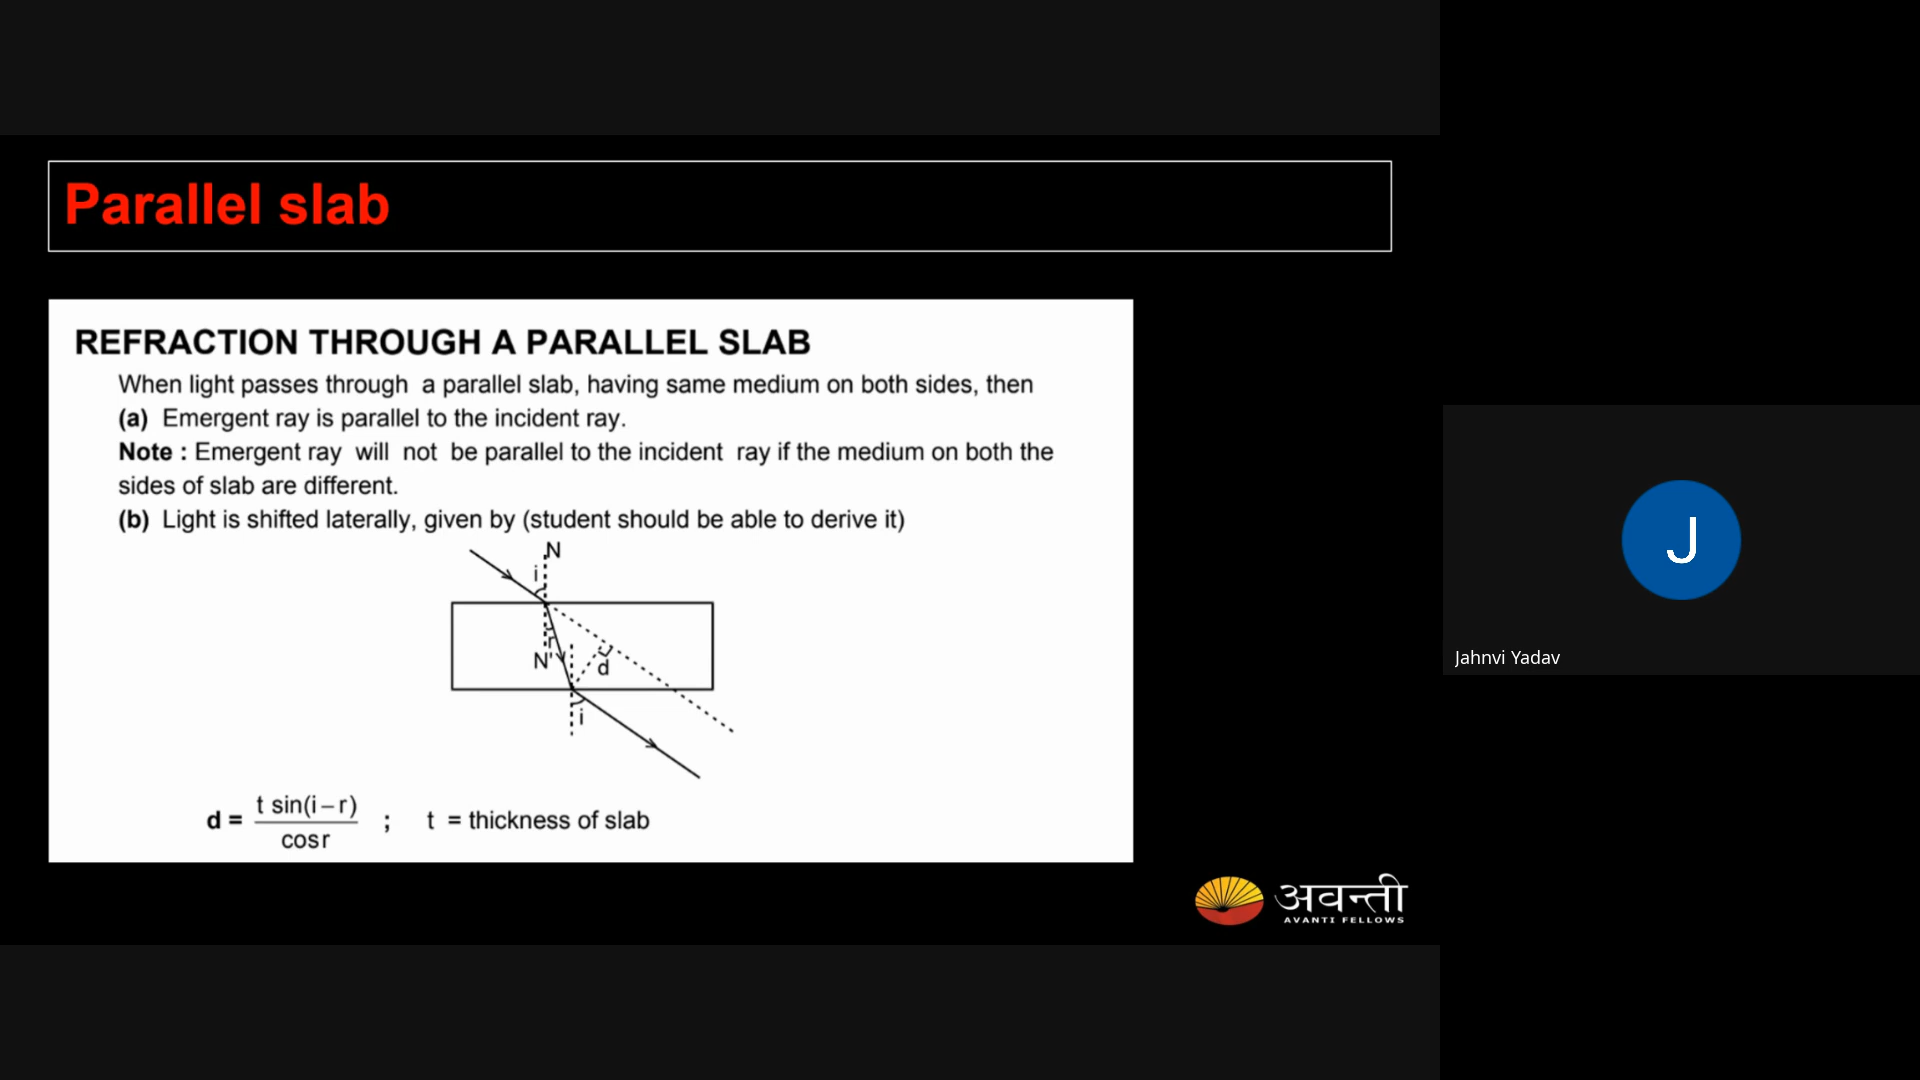 Parallel slab
REFRACTION THROUGH A PARALLEL SLAB
When light passes through a parallel slab, having same medium on both sides, then
(a) Emergent ray is parallel to the incident ray.
Note : Emergent ray will not be parallel to the incident ray if the medium on both the
sides of slab are different.
(b) Light is shifted laterally, given by (student should be able to derive it)
N
i
r
N'
d
i
d = t sin(i – r) / cos r ; t = thickness of slab
अवन्ती
AVANTI FELLOWS
J
Jahnvi Yadav